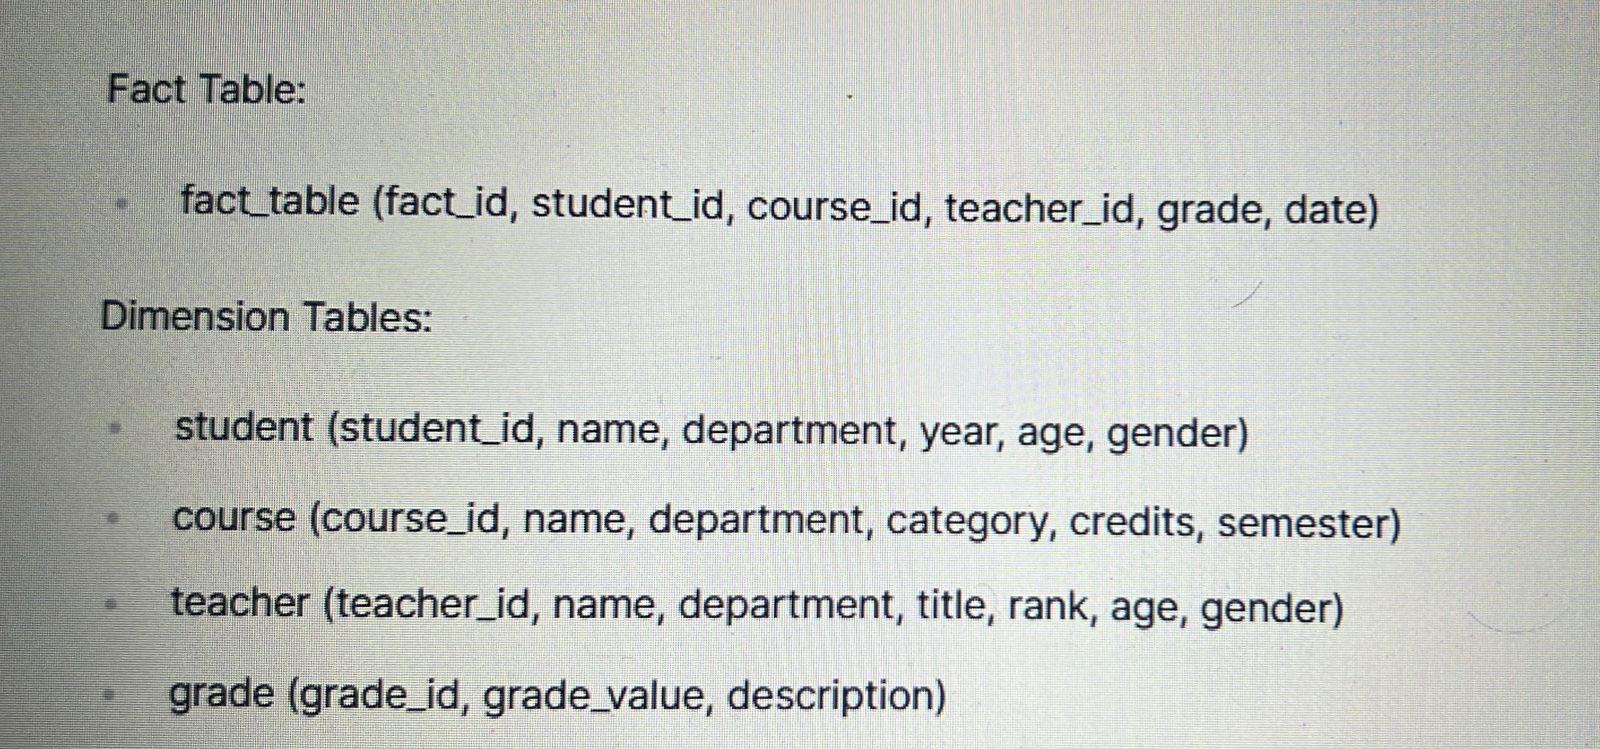 Fact Table:
fact_table (fact_id, student_id, course_id, teacher_id, grade, date)
Dimension Tables:
student (student_id, name, department, year, age, gender)
course (course_id, name, department, category, credits, semester)
teacher (teacher_id, name, department, title, rank, age, gender)
grade (grade_id, grade_value, description)